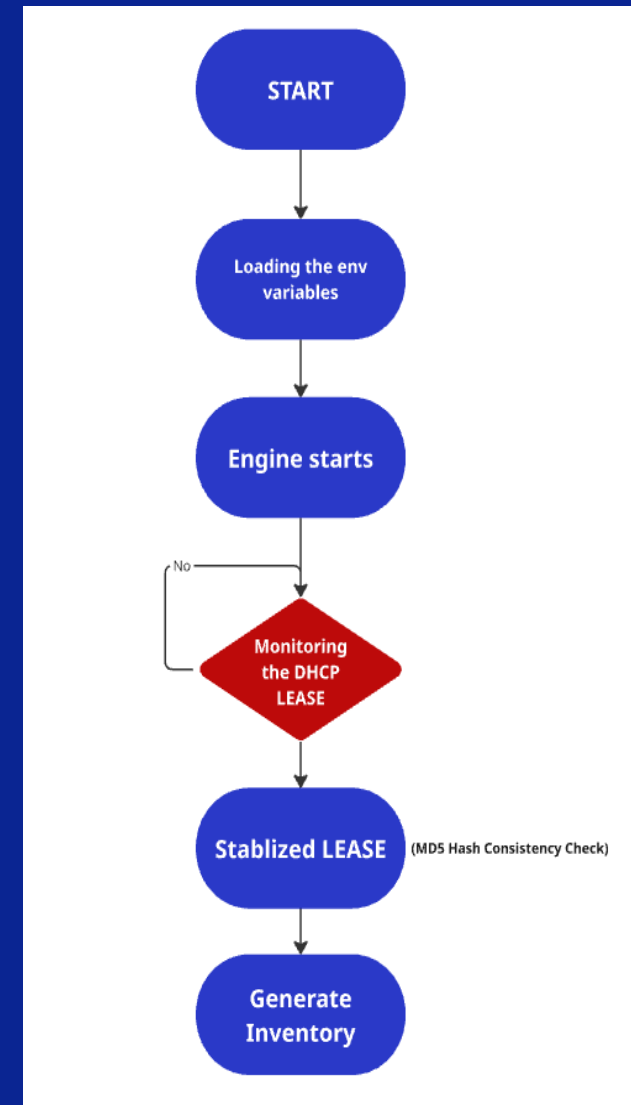 START
Loading the env
variables
Engine starts
No
Monitoring
the DHCP
LEASE
Stablized LEASE
(MD5 Hash Consistency Check)
Generate
Inventory